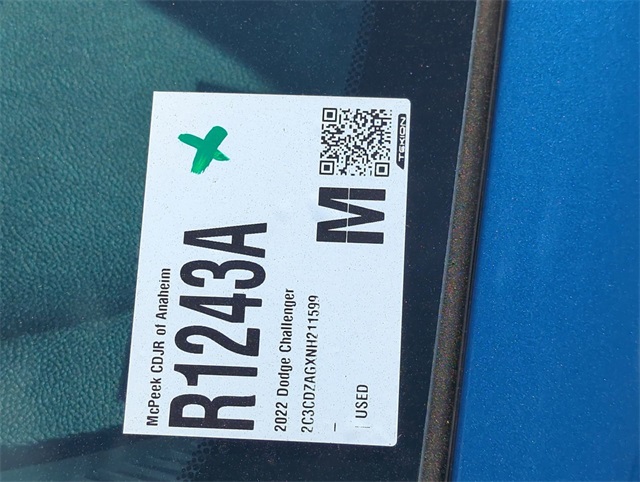 McPeek CDJR of Anaheim
R1243A
2022 Dodge Challenger
2C3CDZAGXNH211599
-
USED
M
TEKION